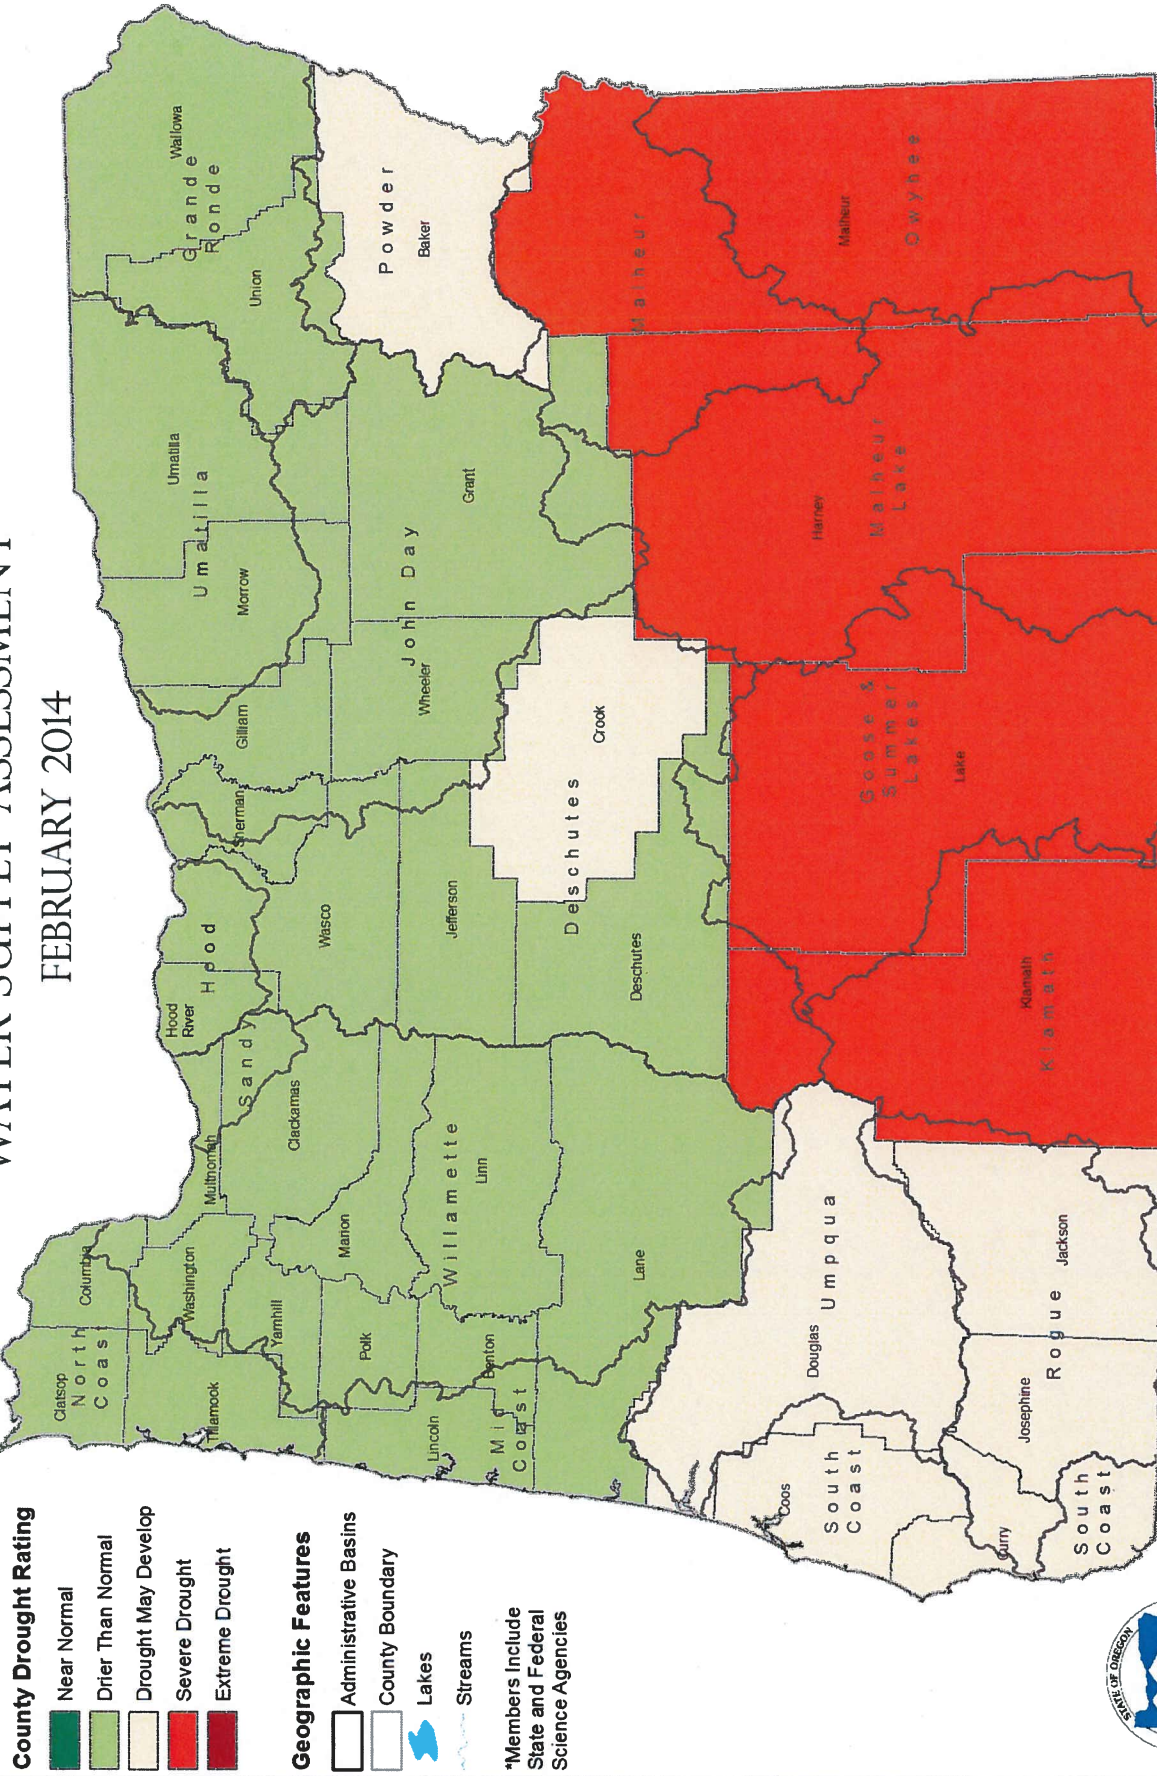 WATER SUPPLY ASSESSMENT
FEBRUARY 2014
County Drought Rating
Near Normal
Drier Than Normal
Drought May Develop
Severe Drought
Extreme Drought
Geographic Features
Administrative Basins
County Boundary
Lakes
Streams
*Members Include
State and Federal
Science Agencies
Clatsop
North
Coast
Columbia
Tillamook
Washington
Yamhill
Multnomah
Sandy
Clackamas
Hood
River
Hood
Sherman
Gilliam
Morrow
Umatilla
Umatilla
Union
Grande
Ronde
Wallowa
Polk
Marion
Wasco
Lincoln
Mid
Coast
Benton
Willamette
Linn
Jefferson
Wheeler
John Day
Grant
Powder
Baker
Lane
Deschutes
Deschutes
Crook
Malheur
Coos
South
Coast
Douglas
Umpqua
Goose &
Summer
Lakes
Lake
Harney
Malheur
Lake
Malheur
Owyhee
Curry
South
Coast
Josephine
Rogue
Jackson
Klamath
Klamath
STATE OF OREGON